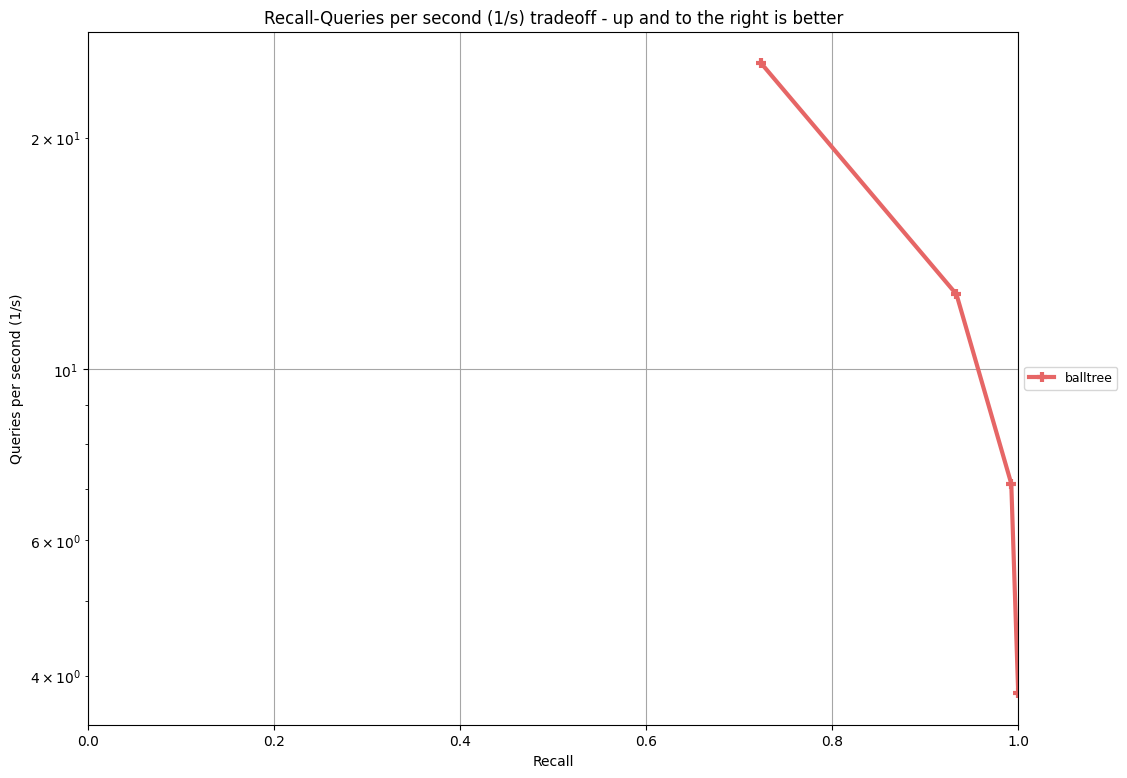 Recall-Queries per second (1/s) tradeoff - up and to the right is better
Queries per second (1/s)
2 × 10¹
10¹
6 × 10⁰
4 × 10⁰
0.0 0.2 0.4 0.6 0.8 1.0
Recall
balltree